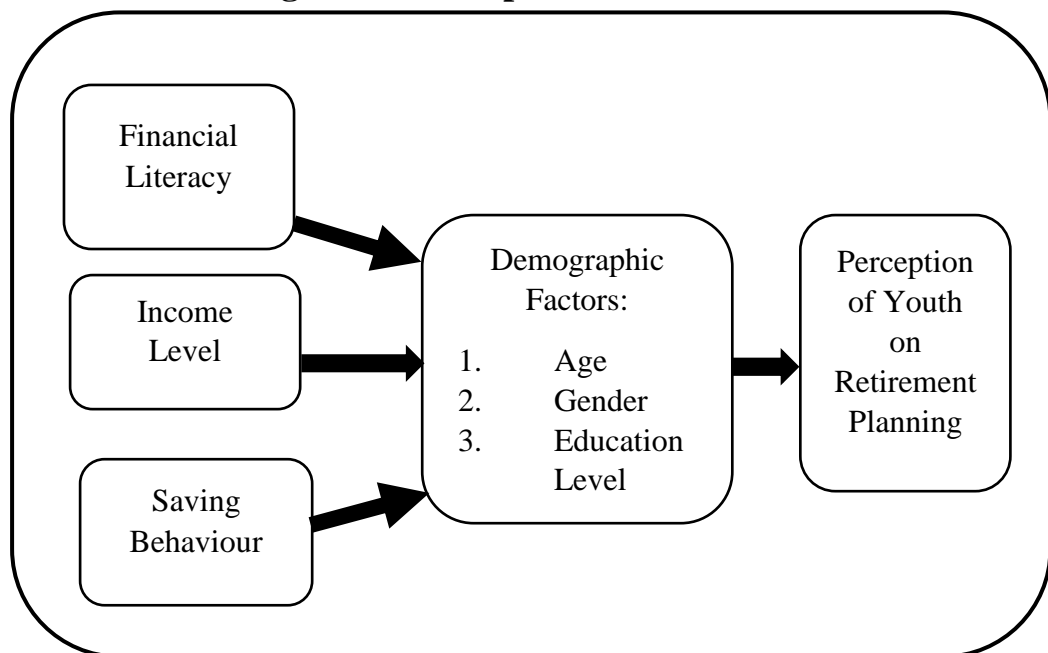 Financial
Literacy
Income
Level
Saving
Behaviour
Demographic
Factors:
1. Age
2. Gender
3. Education
Level
Perception
of Youth
on
Retirement
Planning